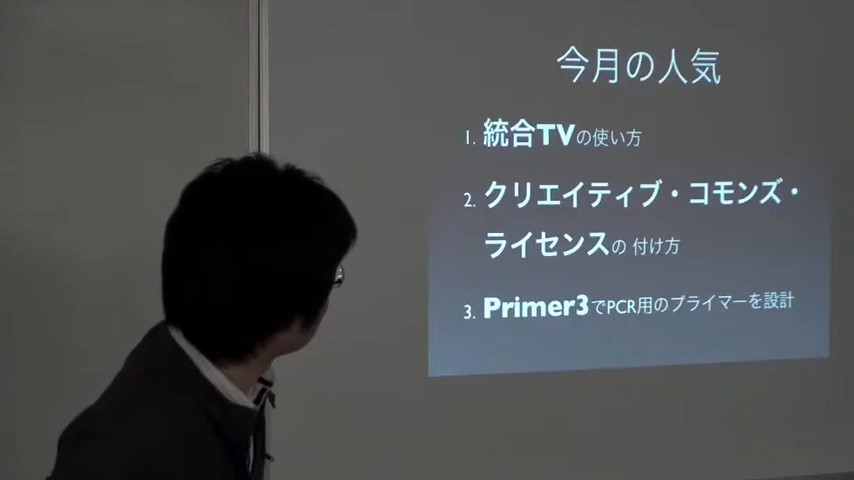 今月の人気
1. 統合TVの使い方
2. クリエイティブ・コモンズ・
ライセンスの 付け方
3. Primer3でPCR用のプライマーを設計